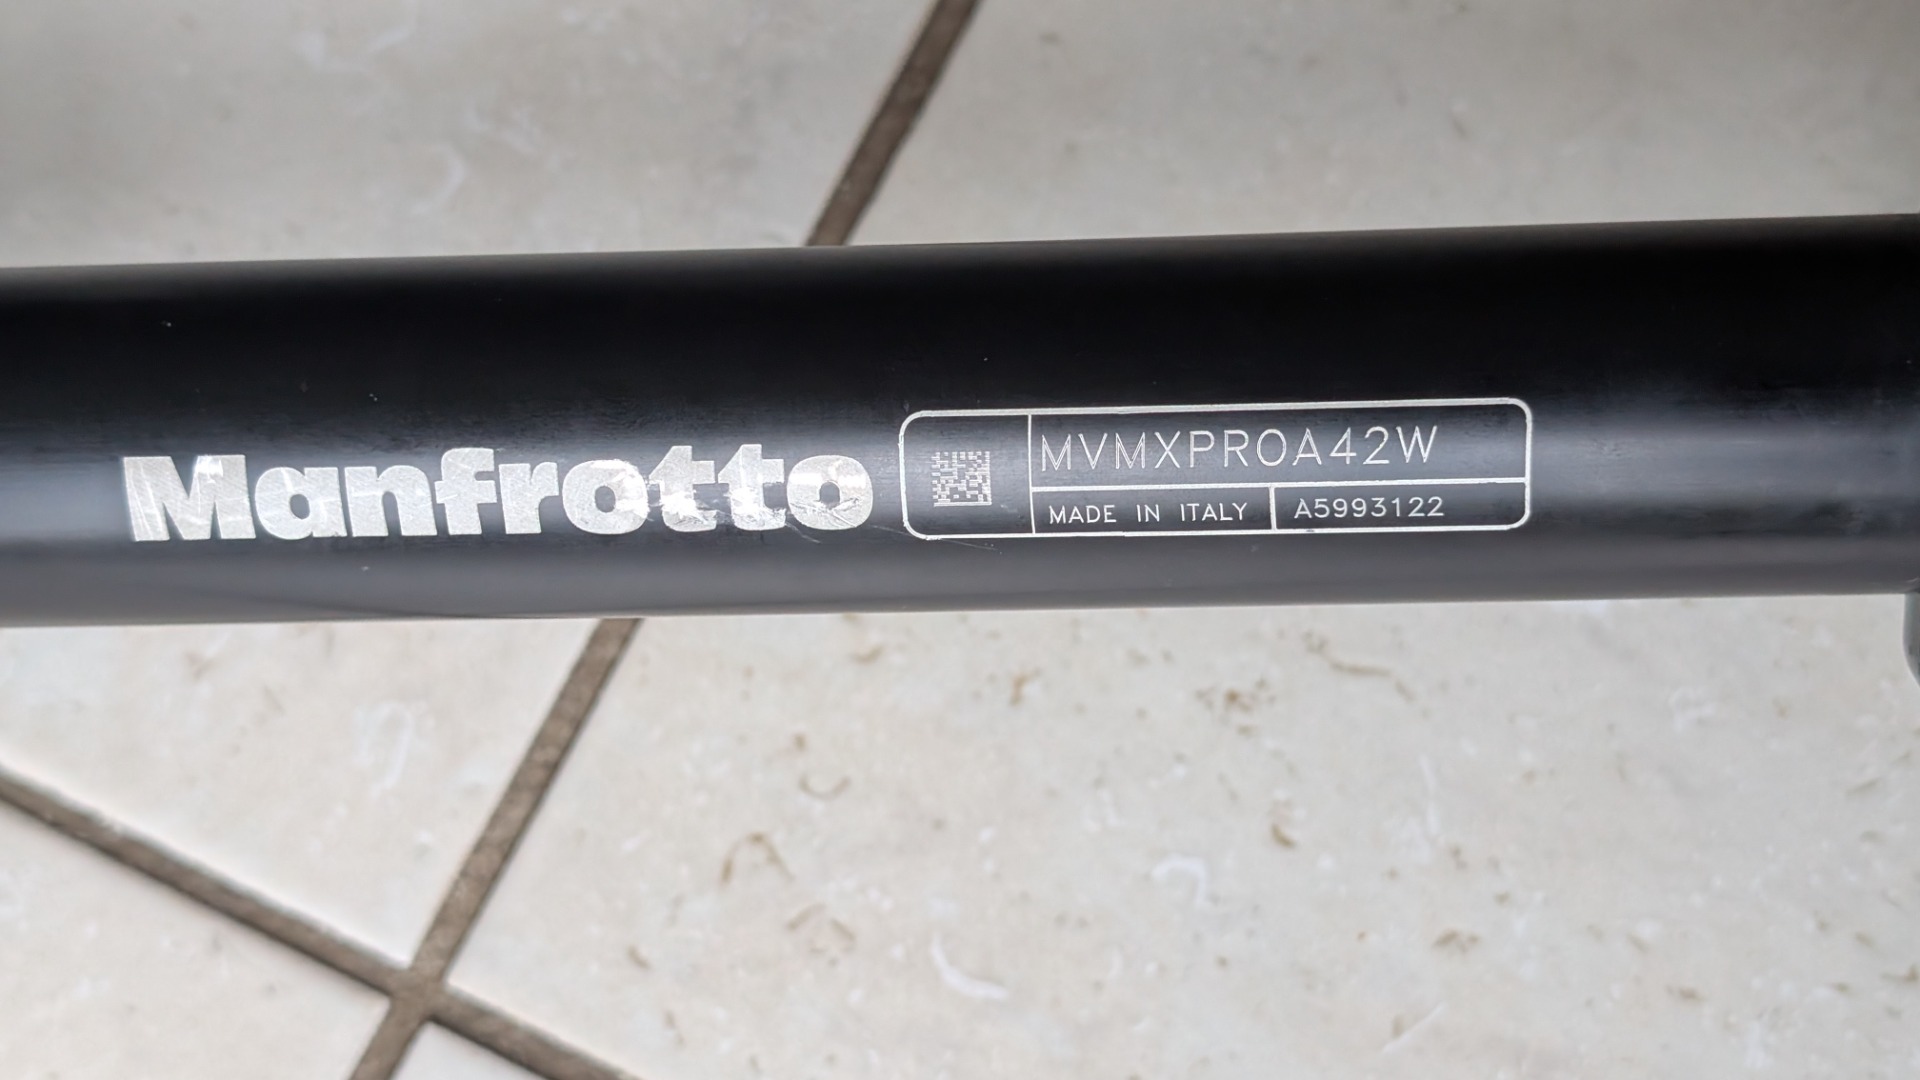 Manfrotto
MVMXPROA42W
MADE IN ITALY
A5993122